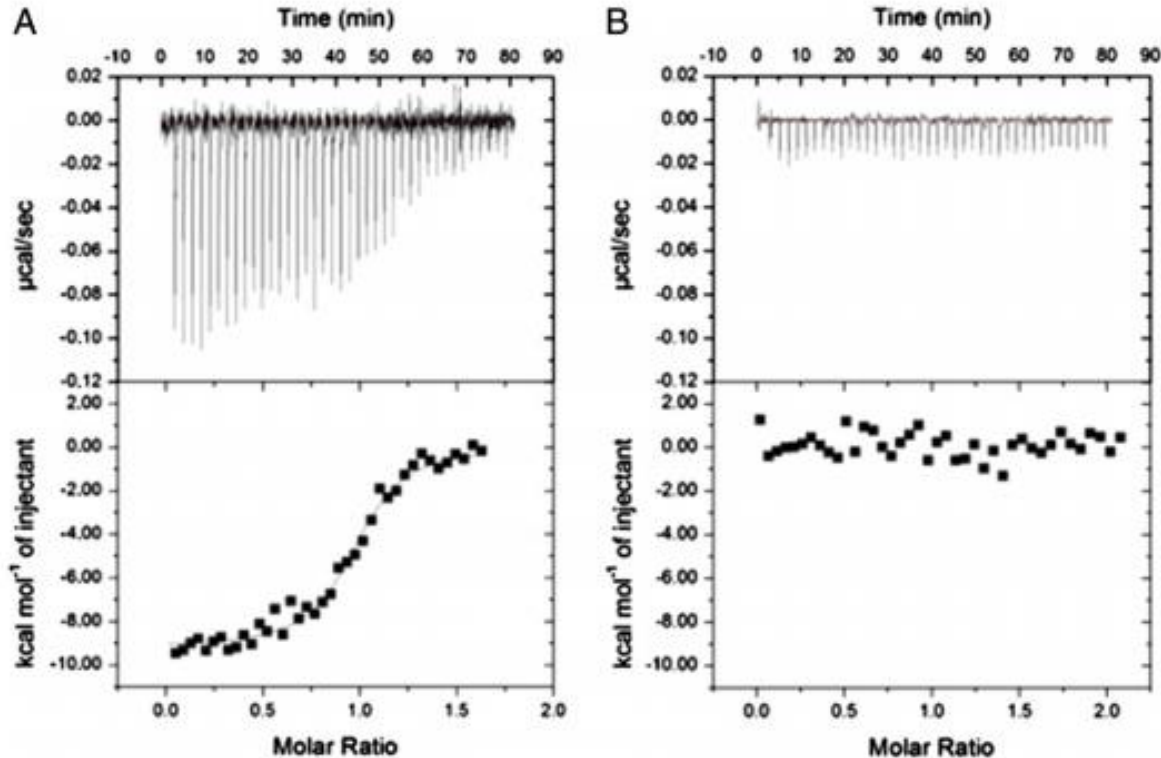 A
Time (min)
-10 0 10 20 30 40 50 60 70 80 90
0.02
0.00
-0.02
-0.04
-0.06
-0.08
-0.10
-0.12
µcal/sec
2.00
0.00
-2.00
-4.00
-6.00
-8.00
-10.00
kcal mol⁻¹ of injectant
0.0 0.5 1.0 1.5 2.0
Molar Ratio
B
Time (min)
-10 0 10 20 30 40 50 60 70 80 90
0.02
0.00
-0.02
-0.04
-0.06
-0.08
-0.10
-0.12
µcal/sec
2.00
0.00
-2.00
-4.00
-6.00
-8.00
-10.00
kcal mol⁻¹ of injectant
0.0 0.5 1.0 1.5 2.0
Molar Ratio